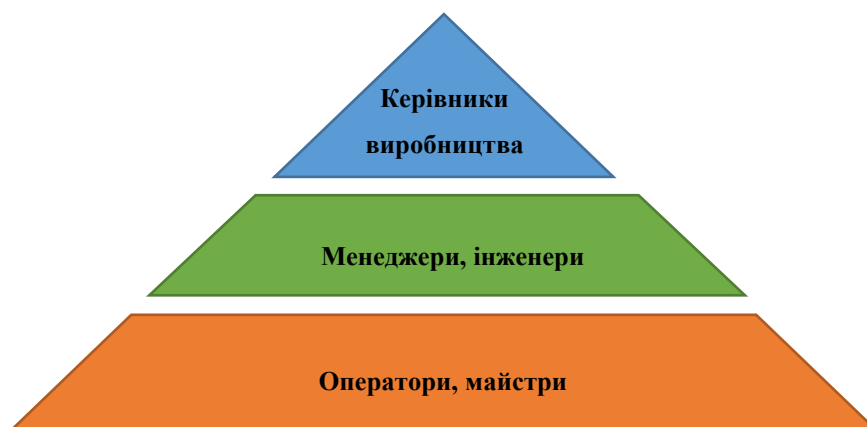 Керівники
виробництва
Менеджери, інженери
Оператори, майстри